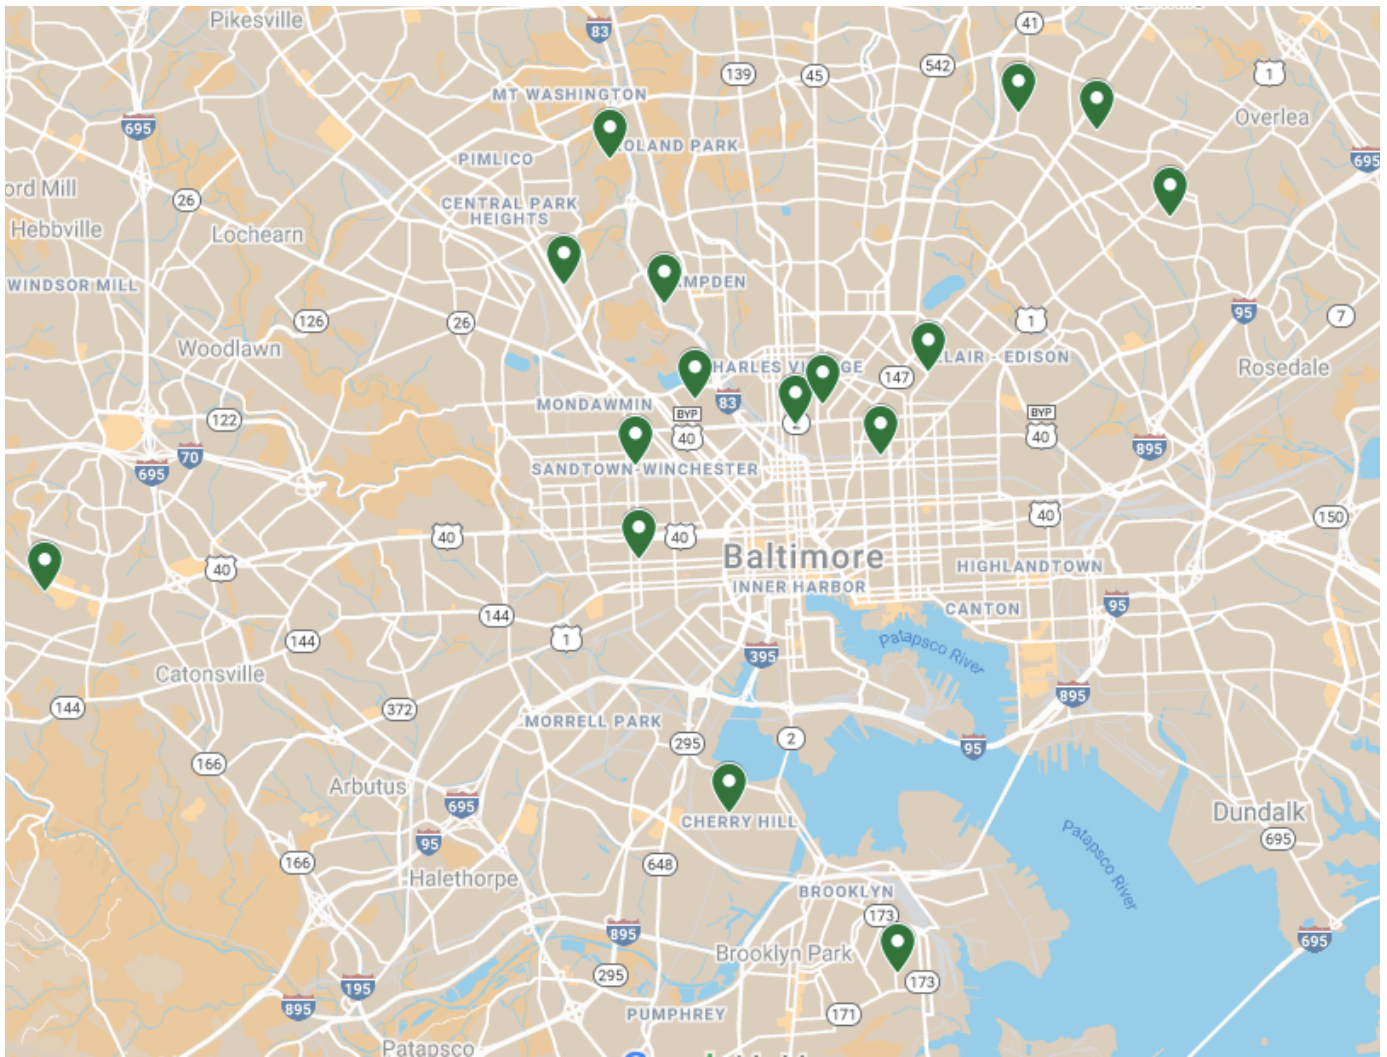 Pikesville
83
41
139
45
542
1
MT WASHINGTON
Overlea
695
OLAND PARK
PIMLICO
695
ord Mill
26
CENTRAL PARK
HEIGHTS
Hebbville
Lochearn
WINDSOR MILL
AMPDEN
95
126
26
1
7
Woodlawn
LAIR - EDISON
HARLES VI GE
Rosedale
147
MONDAWMIN
83
122
BYP
40
BYP
40
70
895
695
SANDTOWN-WINCHESTER
40
150
40
40
Baltimore
40
HIGHLANDTOWN
INNER HARBOR
95
CANTON
144
144
1
Patapsco River
395
Catonsville
895
144
372
MORRELL PARK
295
2
95
166
Arbutus
695
CHERRY HILL
Dundalk
95
Patapsco River
695
166
648
Halethorpe
BROOKLYN
173
895
695
Brooklyn Park
295
173
195
895
171
PUMPHREY
Patapsco